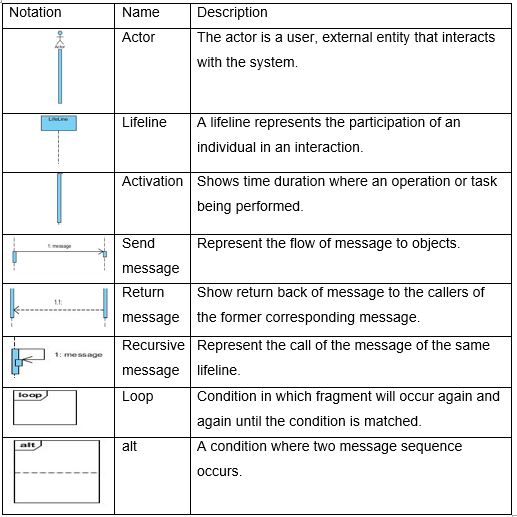 Notation Name Description
Actor
Actor The actor is a user, external entity that interacts
with the system.
LifeLine
Lifeline A lifeline represents the participation of an
individual in an interaction.
Activation Shows time duration where an operation or task
being performed.
1: message
Send Represent the flow of message to objects.
message
1.1:
Return Show return back of message to the callers of
message the former corresponding message.
1: message
Recursive Represent the call of the message of the same
message lifeline.
loop
Loop Condition in which fragment will occur again and
again until the condition is matched.
alt
alt A condition where two message sequence
occurs.